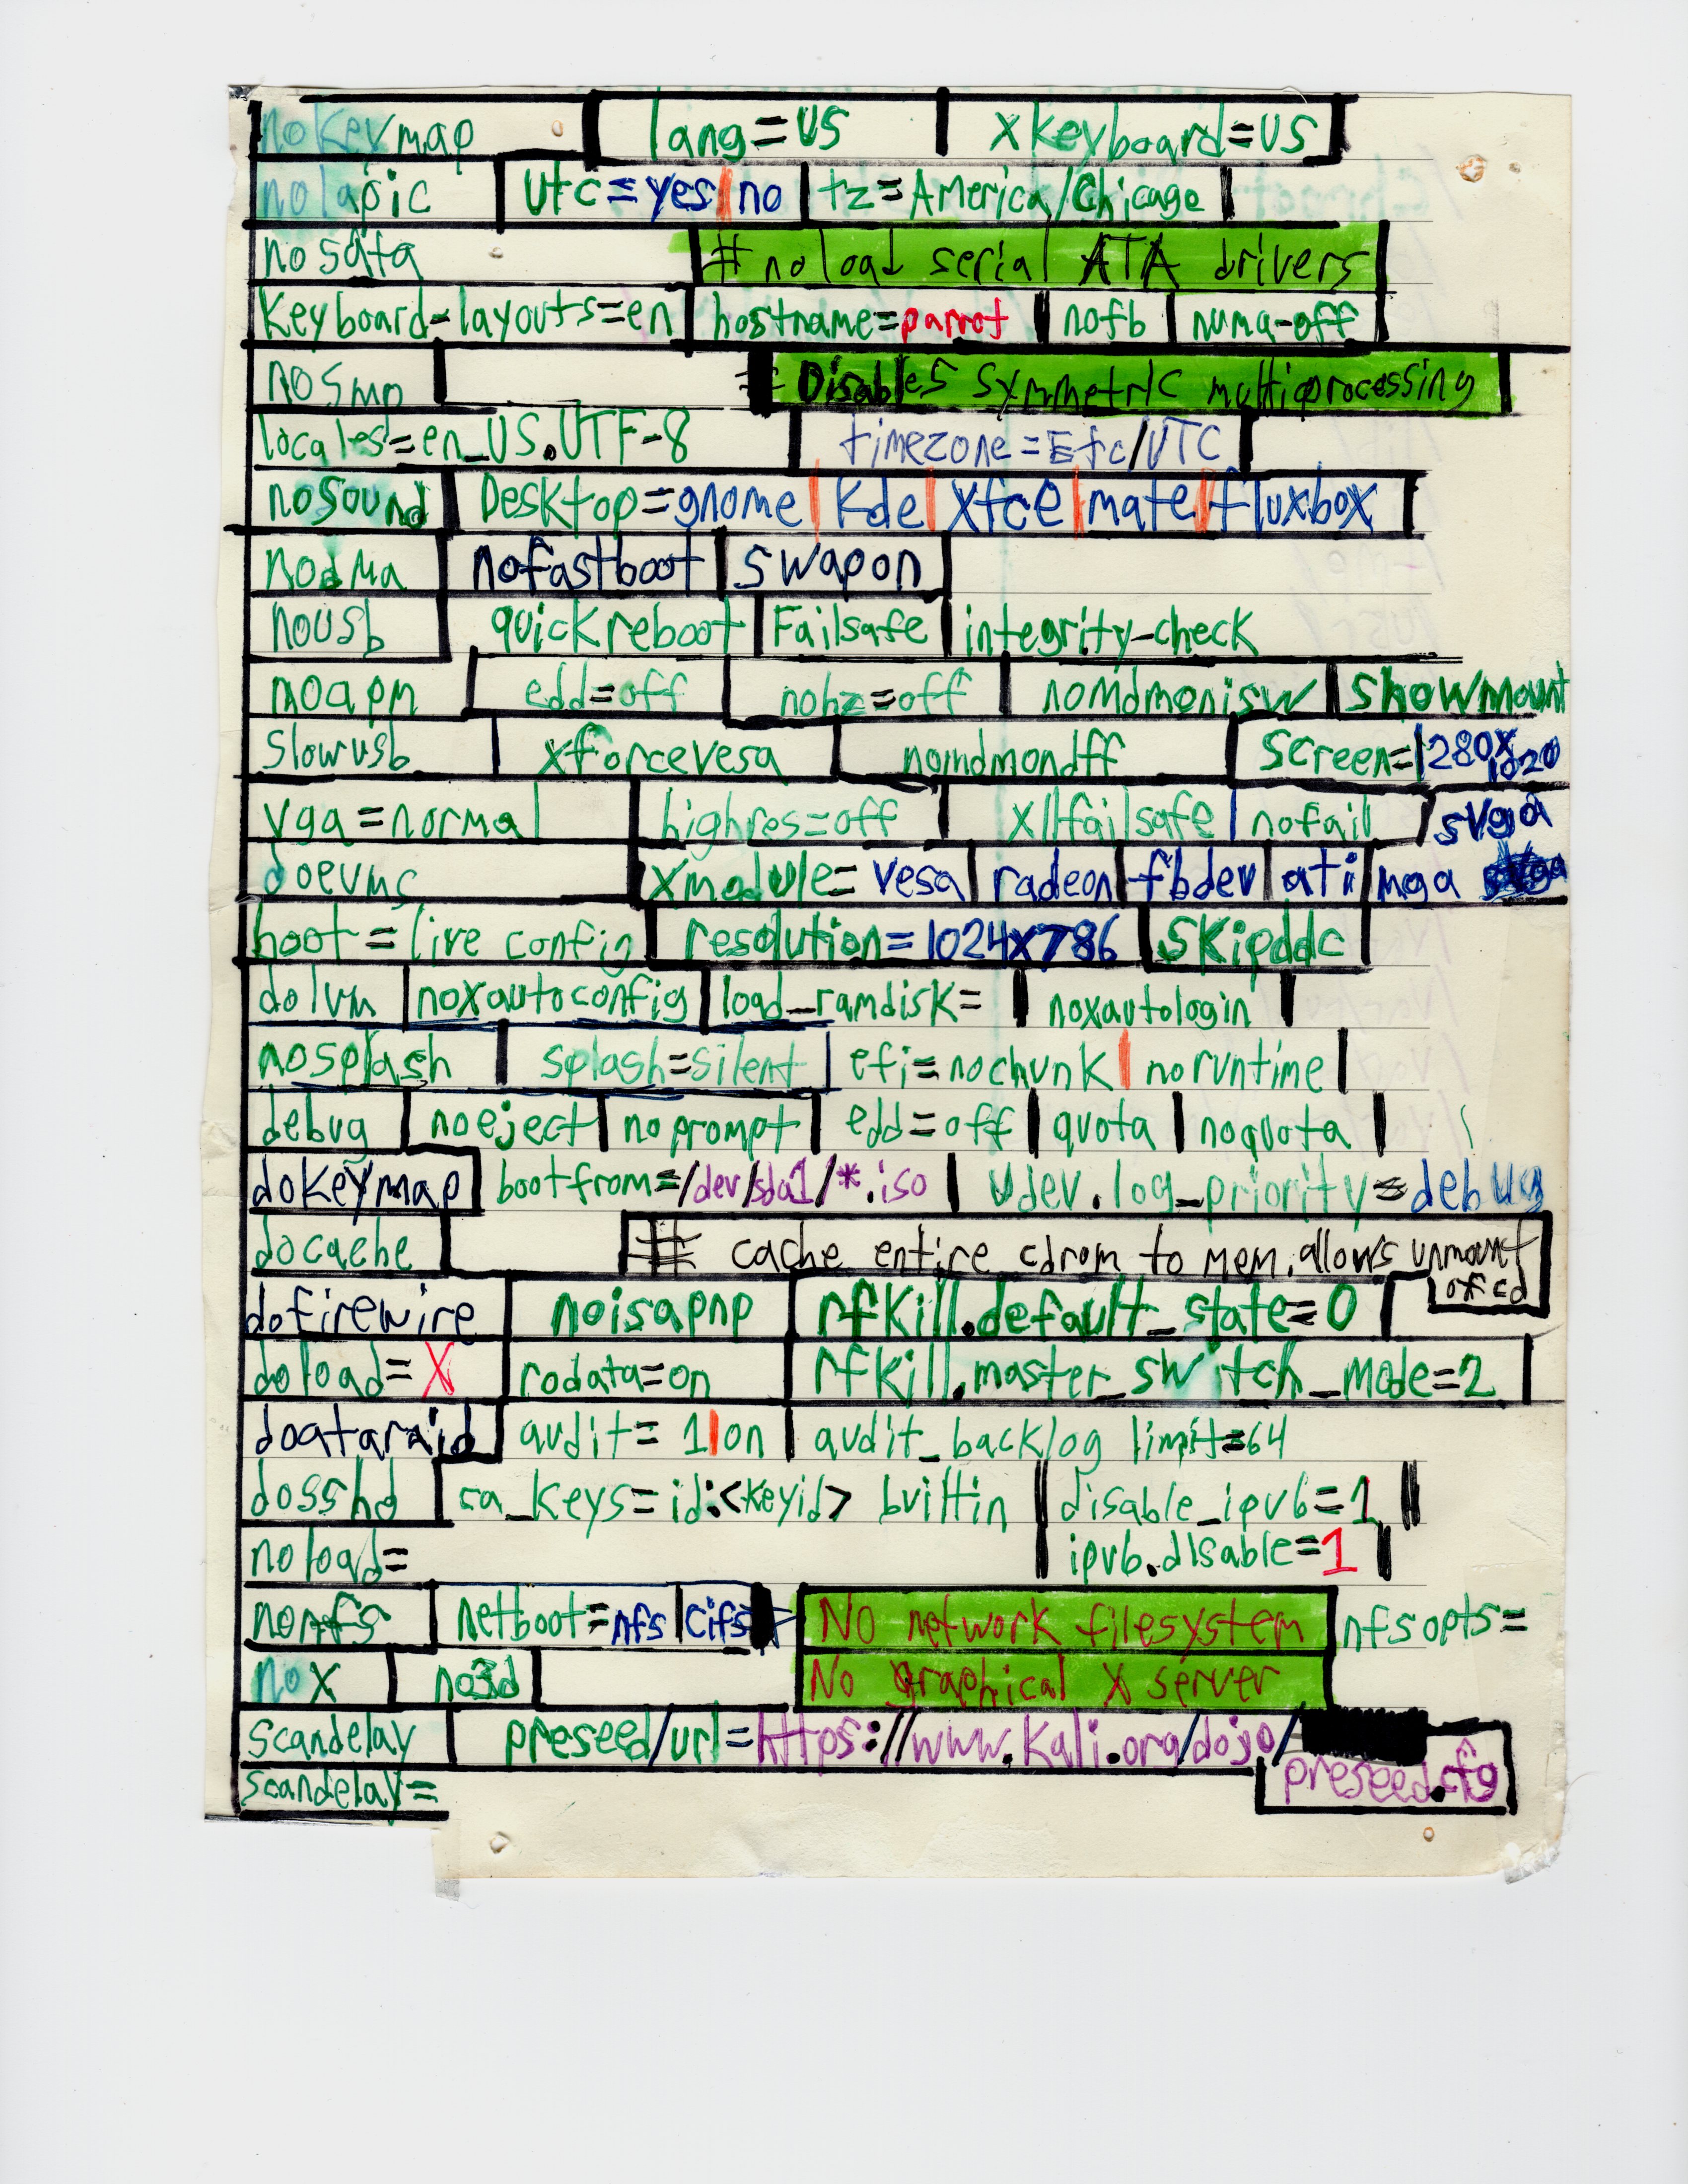 nokeymap lang=US xkeyboard=US
nolapic utc=yes|no tz=America/Chicago
nosata # no load serial ATA drivers
Keyboard-layouts=en hostname=parrot nofb numa-off
nosmp # Disables symmetric multiprocessing
locales=en_US.UTF-8 timezone=Etc/UTC
nosound Desktop=gnome|kde|xfce|mate|fluxbox
nodma nofastboot swapon
nousb quickreboot Failsafe integrity-check
noapm edd=off nohz=off nomdmonisw showmount
slowusb xforcevesa nomdmondff screen=1280x1020
vga=normal highres=off x11failsafe nofail svga
doevms xmodule=vesa|radeon|fbdev|ati|mga
boot=live config resolution=1024x786 skipddc
dolvm noxautoconfig load_ramdisk= noxautologin
nosplash splash=silent efi=nochunk|noruntime
debug noeject noprompt edd=off quota noquota
dokeymap bootfrom=/dev/sda1/*.iso udev.log_priority=debug
docache # cache entire cdrom to mem. allows unmount
of cd
dofirewire noisapnp rfkill.default_state=0
doload=X rodata=on rfkill.master_switch_mode=2
doataraid audit=1|on audit_backlog limit=64
dosshd ca_keys=id:<keyid> builtin disable_ipv6=1
noload= ipv6.disable=1
nonfs netboot=nfs|cifs No network filesystem nfsopts=
nox no3d No graphical x server
scandelay preseed/url=https://www.kali.org/dojo/
preseed.cfg
scandelay=